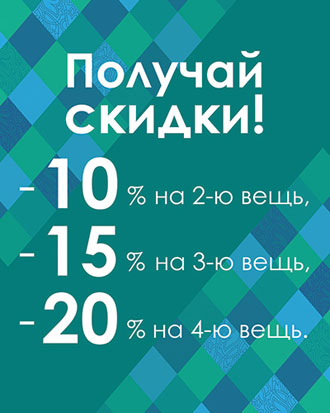 Получай
скидки!
-10 % на 2-ю вещь,
-15 % на 3-ю вещь,
-20 % на 4-ю вещь.